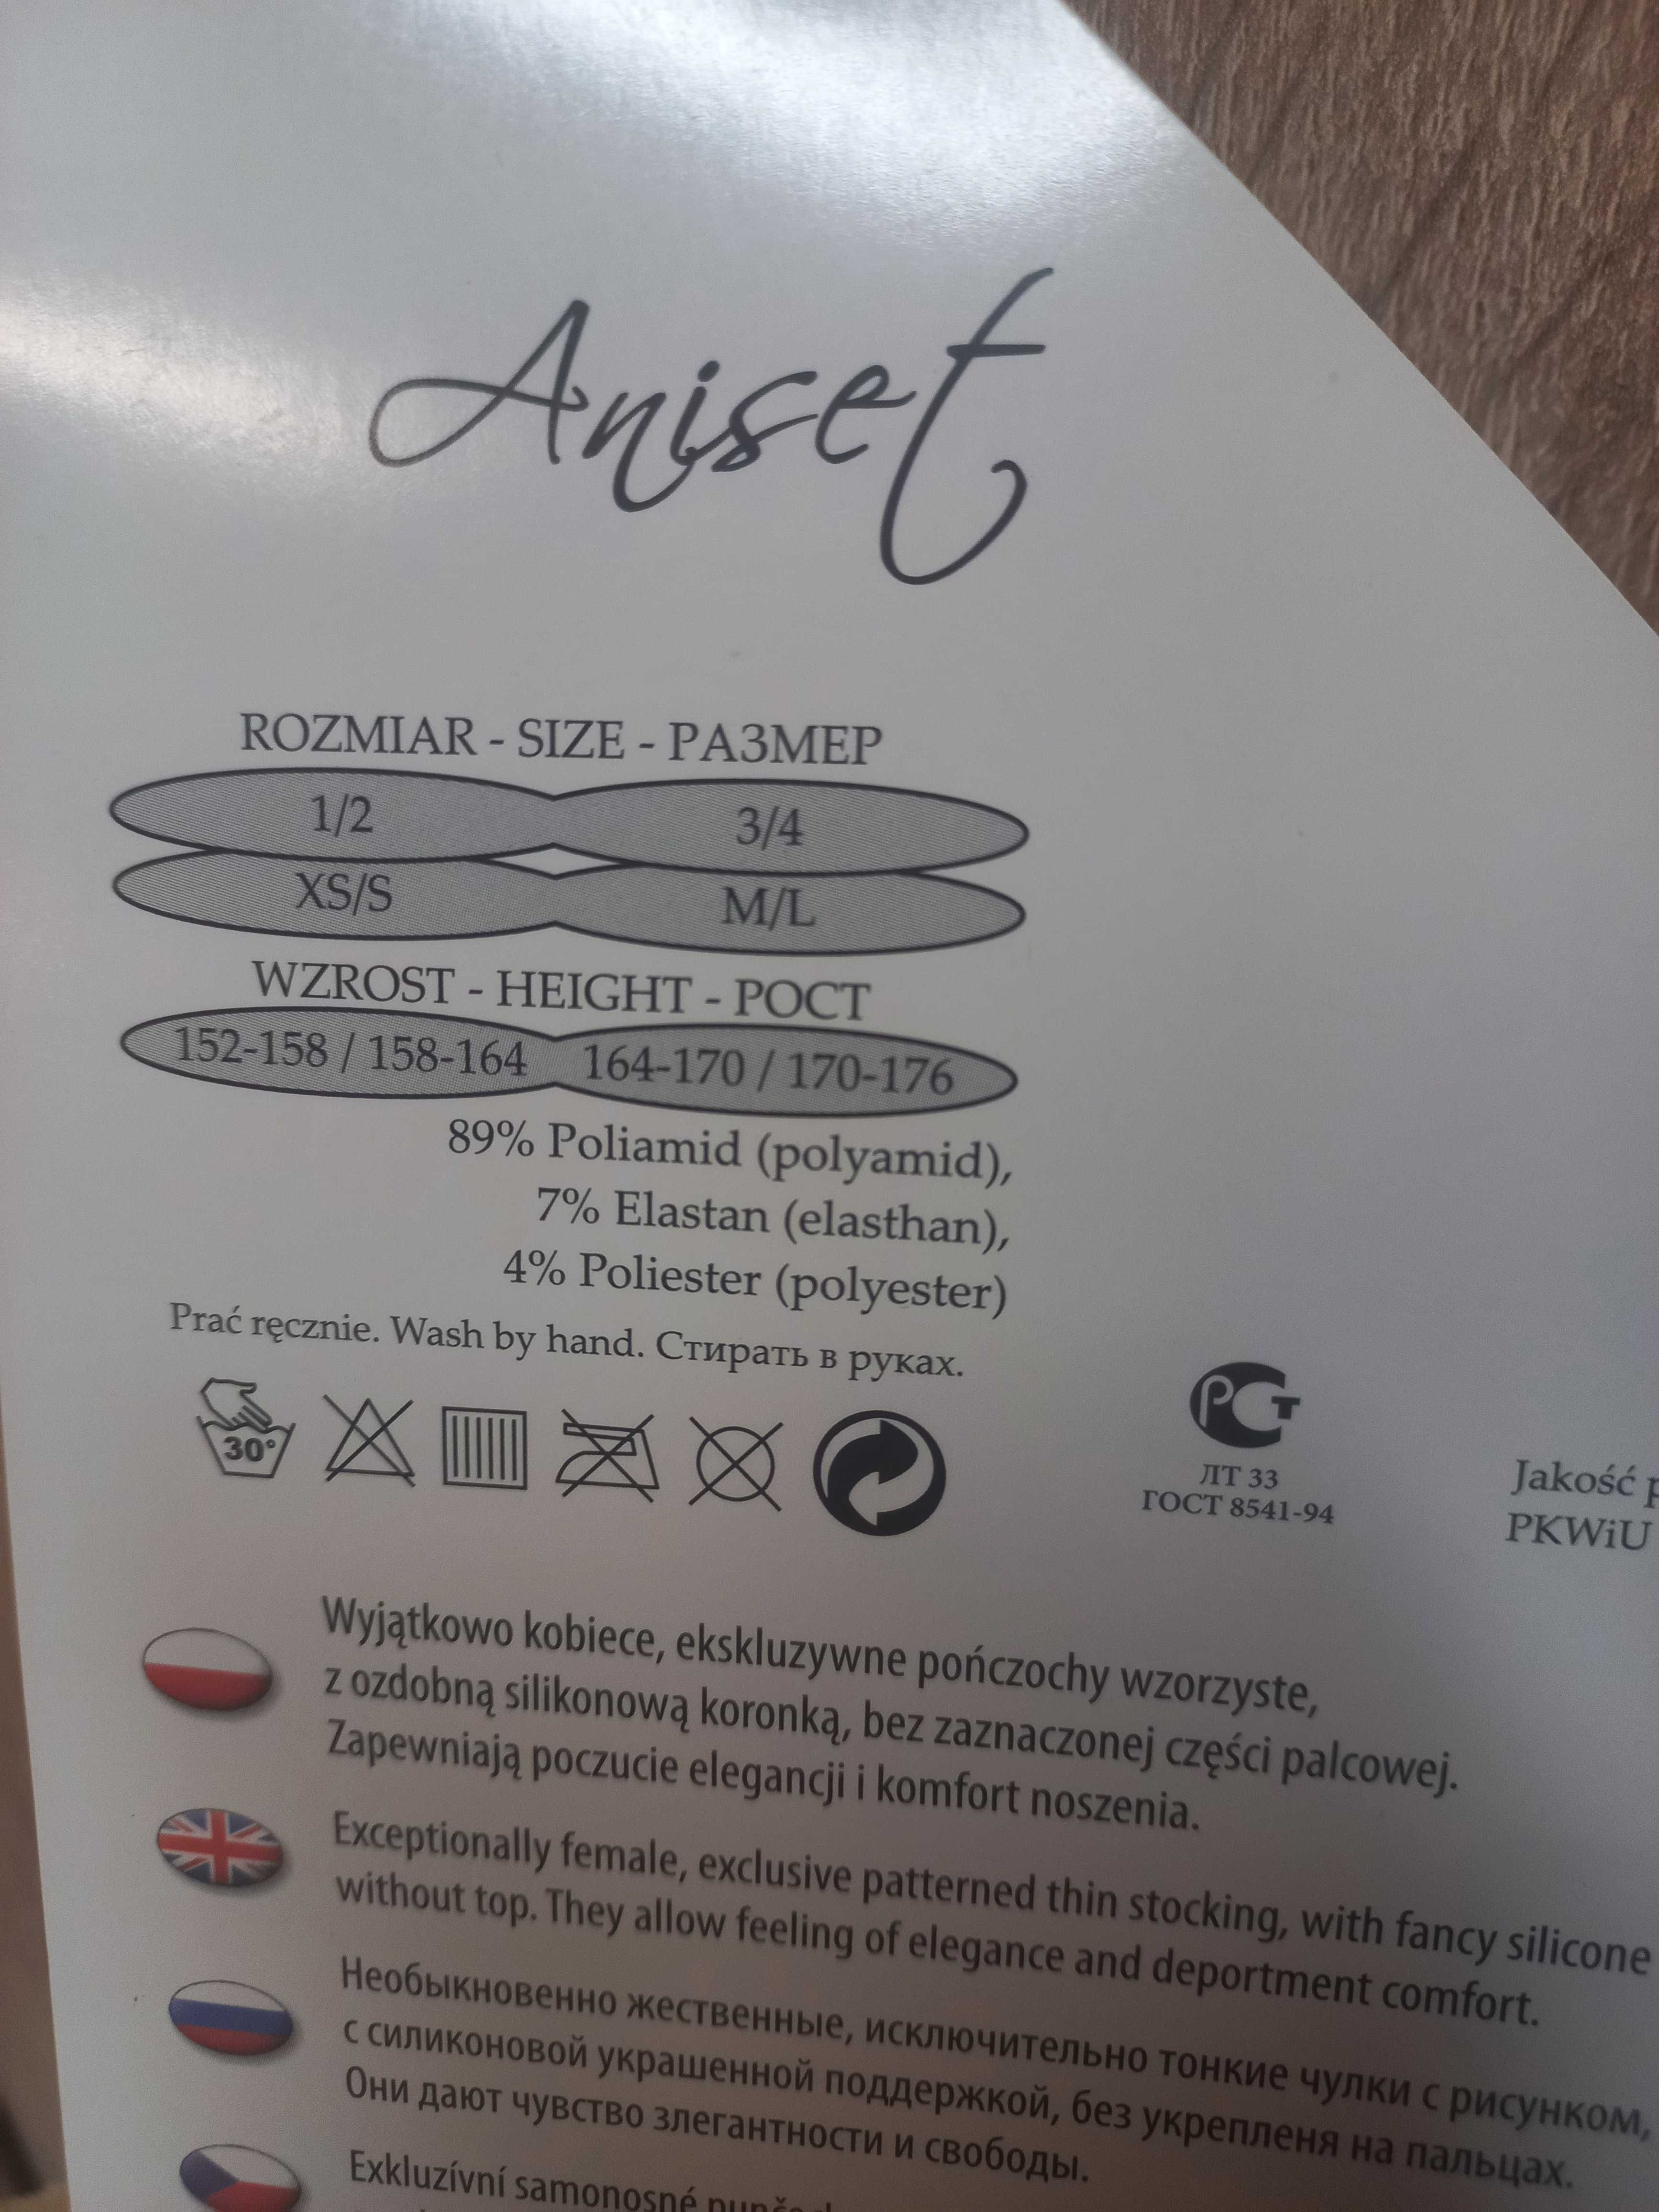 Aniset
ROZMIAR - SIZE - РАЗМЕР
1/2 3/4
XS/S M/L
WZROST - HEIGHT - РОСТ
152-158 / 158-164 164-170 / 170-176
89% Poliamid (polyamid),
7% Elastan (elasthan),
4% Poliester (polyester)
Prać ręcznie. Wash by hand. Стирать в руках.
30°
РСТ
ЛТ 33
ГОСТ 8541-94
Jakość
PKWiU
Wyjątkowo kobiece, ekskluzywne pończochy wzorzyste,
z ozdobną silikonową koronką, bez zaznaczonej części palcowej.
Zapewniają poczucie elegancji i komfort noszenia.
Exceptionally female, exclusive patterned thin stocking, with fancy silicone
without top. They allow feeling of elegance and deportment comfort.
Необыкновенно жественные, исключительно тонкие чулки с рисунком,
с силиконовой украшенной поддержкой, без укрепленя на пальцах.
Они дают чувство злегантности и свободы.
Exkluzívní samonosné